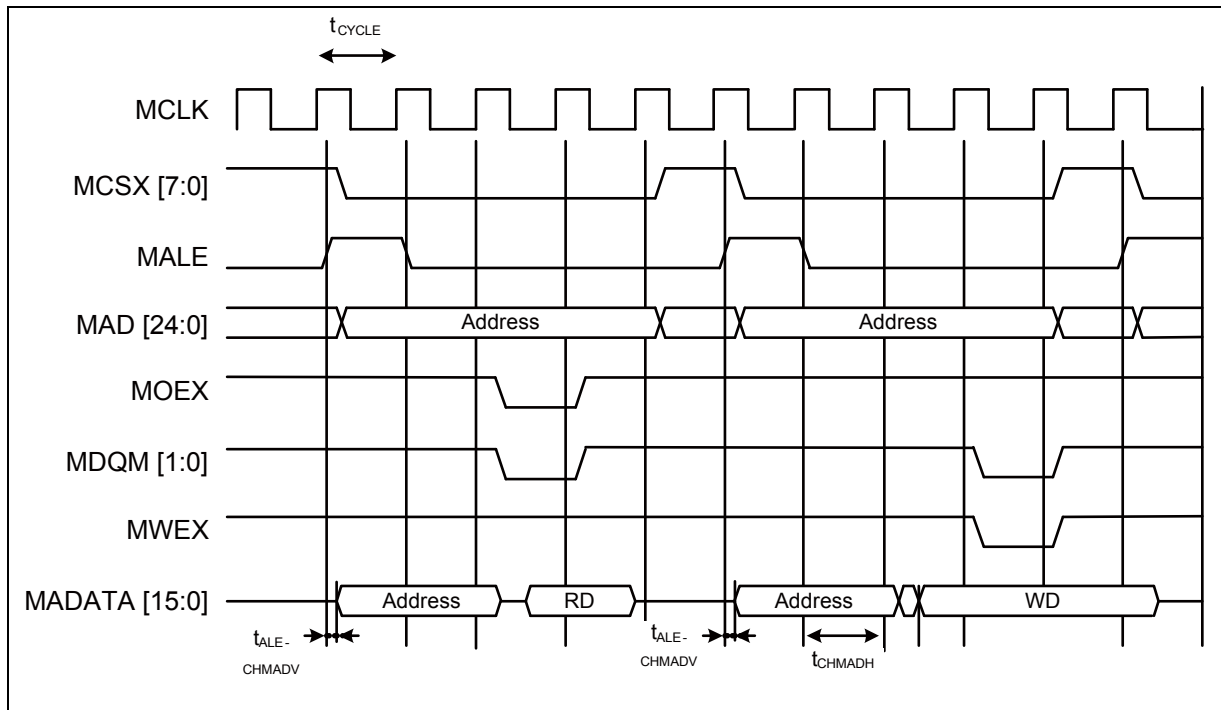 tCYCLE
MCLK
MCSX [7:0]
MALE
MAD [24:0]
Address
Address
MOEX
MDQM [1:0]
MWEX
MADATA [15:0]
Address
RD
Address
WD
tALE-
CHMADV
tALE-
CHMADV
tCHMADH